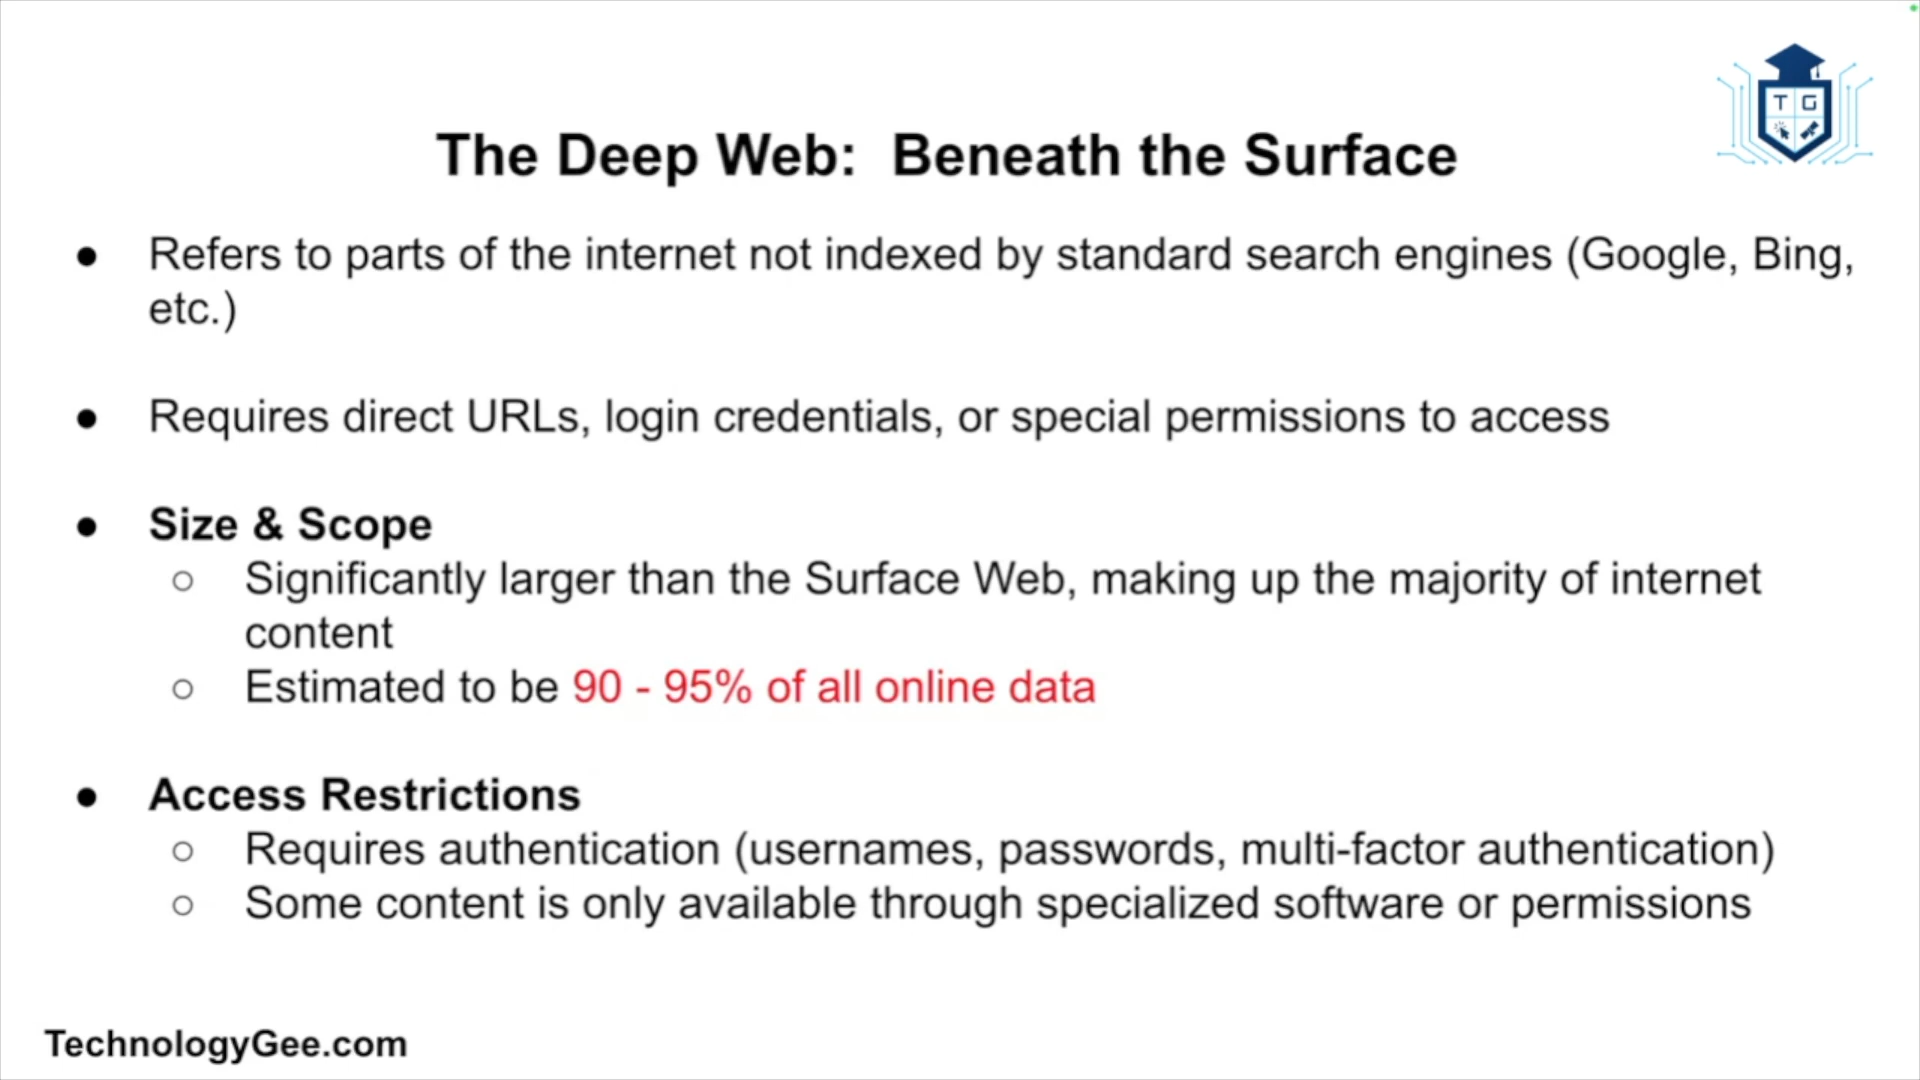 T G
The Deep Web: Beneath the Surface
● Refers to parts of the internet not indexed by standard search engines (Google, Bing,
etc.)
● Requires direct URLs, login credentials, or special permissions to access
● Size & Scope
○ Significantly larger than the Surface Web, making up the majority of internet
content
○ Estimated to be 90 - 95% of all online data
● Access Restrictions
○ Requires authentication (usernames, passwords, multi-factor authentication)
○ Some content is only available through specialized software or permissions
TechnologyGee.com